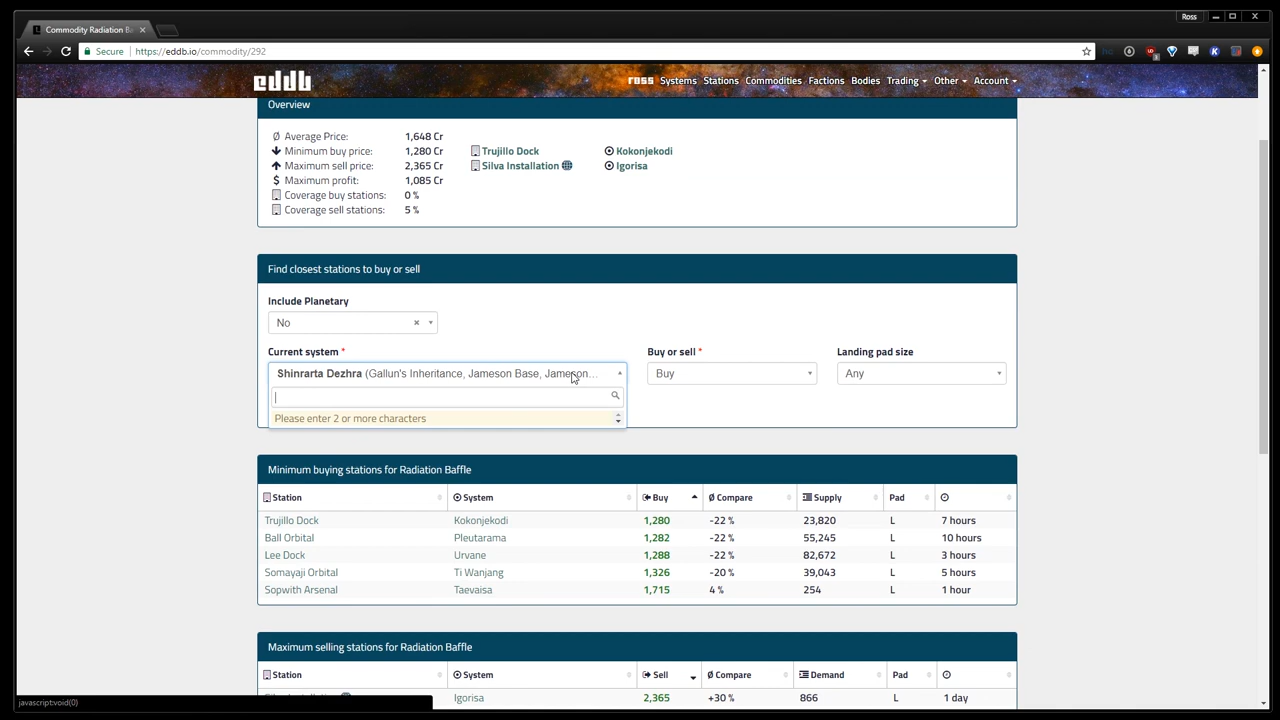 Ross
Commodity Radiation Ba
Secure https://eddb.io/commodity/292
eddb
ross Systems Stations Commodities Factions Bodies Trading Other Account
Overview
Average Price: 1,648 Cr
Minimum buy price: 1,280 Cr Trujillo Dock Kokonjekodi
Maximum sell price: 2,365 Cr Silva Installation Igorisa
Maximum profit: 1,085 Cr
Coverage buy stations: 0 %
Coverage sell stations: 5 %
Find closest stations to buy or sell
Include Planetary
No × 
Current system * Buy or sell * Landing pad size
Shinrarta Dezhra (Gallun's Inheritance, Jameson Base, Jameson... Buy Any
Please enter 2 or more characters
Minimum buying stations for Radiation Baffle
Station System Buy Ø Compare Supply Pad
Trujillo Dock Kokonjekodi 1,280 -22 % 23,820 L 7 hours
Ball Orbital Pleutarama 1,282 -22 % 55,245 L 10 hours
Lee Dock Urvane 1,288 -22 % 82,672 L 3 hours
Somayaji Orbital Ti Wanjang 1,326 -20 % 39,043 L 5 hours
Sopwith Arsenal Taevaisa 1,715 4 % 254 L 1 hour
Maximum selling stations for Radiation Baffle
Station System Sell Ø Compare Demand Pad
Igorisa 2,365 +30 % 866 L 1 day
javascript:void(0)